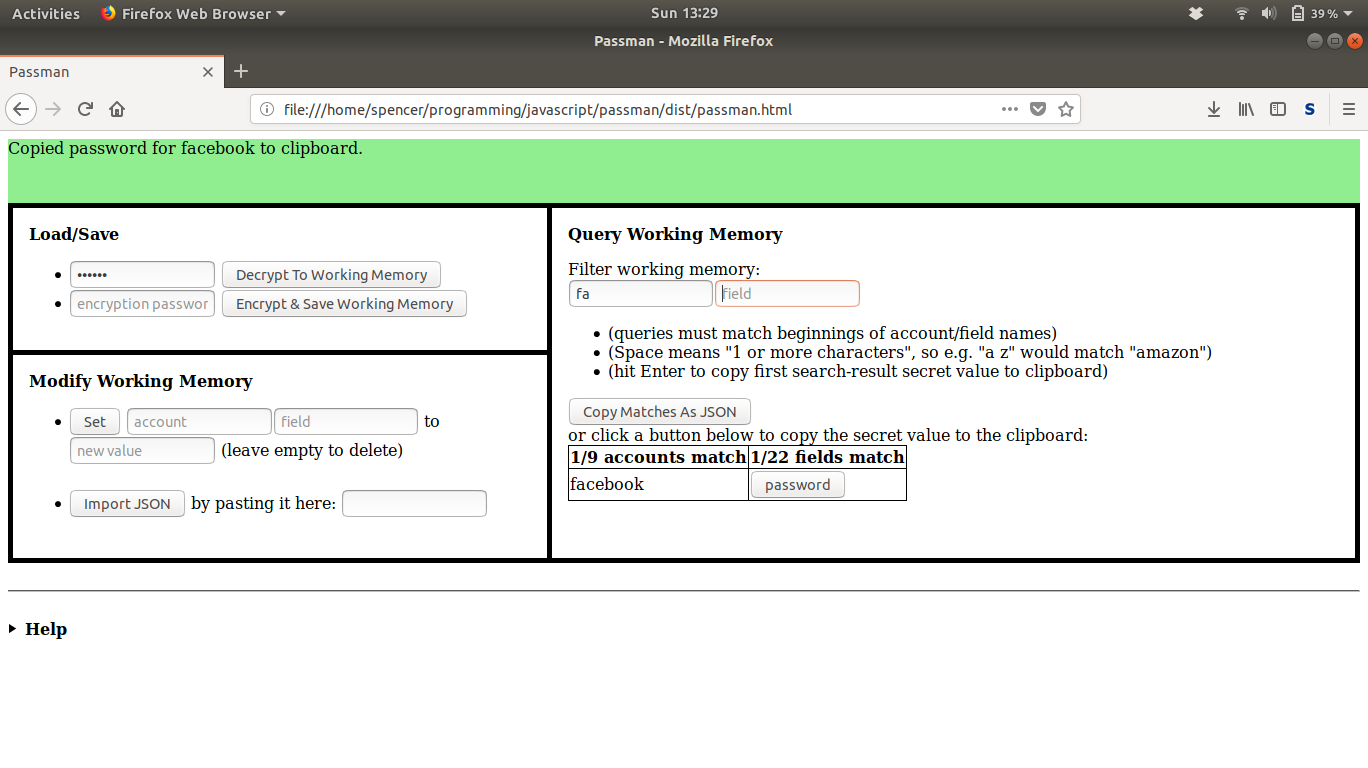 Activities Firefox Web Browser Sun 13:29 39 %
Passman - Mozilla Firefox
Passman
file:///home/spencer/programming/javascript/passman/dist/passman.html
S
Copied password for facebook to clipboard.
Load/Save
•••••• Decrypt To Working Memory
encryption passwor Encrypt & Save Working Memory
Modify Working Memory
Set account field to
new value (leave empty to delete)
Import JSON by pasting it here:
Query Working Memory
Filter working memory:
fa field
(queries must match beginnings of account/field names)
(Space means "1 or more characters", so e.g. "a z" would match "amazon")
(hit Enter to copy first search-result secret value to clipboard)
Copy Matches As JSON
or click a button below to copy the secret value to the clipboard:
1/9 accounts match 1/22 fields match
facebook password
Help